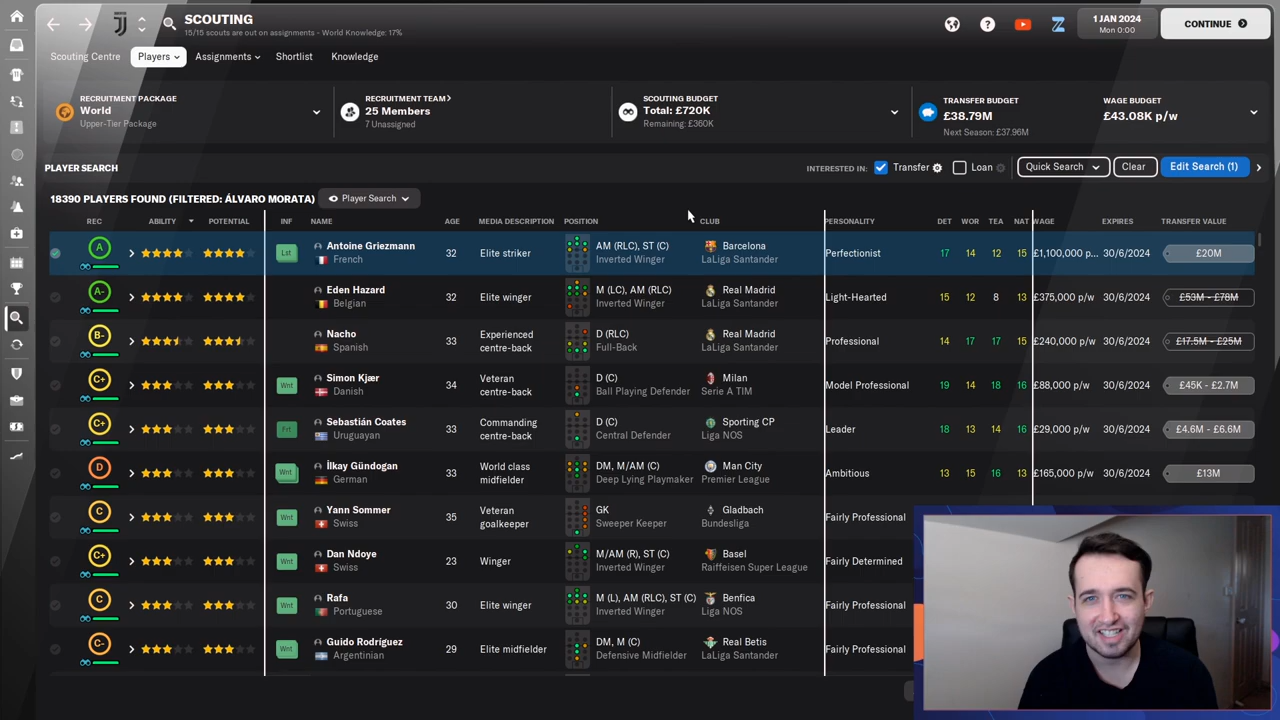 SCOUTING
15/15 scouts are out on assignments - World Knowledge: 17%
1 JAN 2024
Mon 0:00
CONTINUE
Scouting Centre Players Assignments Shortlist Knowledge
RECRUITMENT PACKAGE
World
Upper-Tier Package
RECRUITMENT TEAM
25 Members
7 Unassigned
SCOUTING BUDGET
Total: £720K
Remaining: £360K
TRANSFER BUDGET
£38.79M
Next Season: £37.96M
WAGE BUDGET
£43.08K p/w
PLAYER SEARCH
INTERESTED IN: Transfer Loan Quick Search Clear Edit Search (1)
18390 PLAYERS FOUND (FILTERED: ÁLVARO MORATA) Player Search
REC ABILITY POTENTIAL INF NAME AGE MEDIA DESCRIPTION POSITION CLUB PERSONALITY DET WOR TEA NAT WAGE EXPIRES TRANSFER VALUE
A Lst Antoine Griezmann 32 Elite striker AM (RLC), ST (C) Barcelona Perfectionist 17 14 12 15 £1,100,000 p... 30/6/2024 £20M
French Inverted Winger LaLiga Santander
A- Eden Hazard 32 Elite winger M (LC), AM (RLC) Real Madrid Light-Hearted 15 12 8 13 £375,000 p/w 30/6/2024 £53M - £78M
Belgian Inverted Winger LaLiga Santander
B- Nacho 33 Experienced centre-back D (RLC) Real Madrid Professional 14 17 17 15 £240,000 p/w 30/6/2024 £17.5M - £25M
Spanish Full-Back LaLiga Santander
C+ Wnt Simon Kjær 34 Veteran centre-back D (C) Milan Model Professional 19 14 18 16 £88,000 p/w 30/6/2024 £45K - £2.7M
Danish Ball Playing Defender Serie A TIM
C+ Frt Sebastián Coates 33 Commanding centre-back D (C) Sporting CP Leader 18 13 14 16 £29,000 p/w 30/6/2024 £4.6M - £6.6M
Uruguayan Central Defender Liga NOS
D Wnt İlkay Gündogan 33 World class midfielder DM, M/AM (C) Man City Ambitious 13 15 16 13 £165,000 p/w 30/6/2024 £13M
German Deep Lying Playmaker Premier League
C Wnt Yann Sommer 35 Veteran goalkeeper GK Gladbach Fairly Professional
Swiss Sweeper Keeper Bundesliga
C+ Wnt Dan Ndoye 23 Winger M/AM (R), ST (C) Basel Fairly Determined
Swiss Inverted Winger Raiffeisen Super League
C Wnt Rafa 30 Elite winger M (L), AM (RLC), ST (C) Benfica Fairly Professional
Portuguese Inverted Winger Liga NOS
C- Wnt Guido Rodríguez 29 Elite midfielder DM, M (C) Real Betis Fairly Professional
Argentinian Defensive Midfielder LaLiga Santander